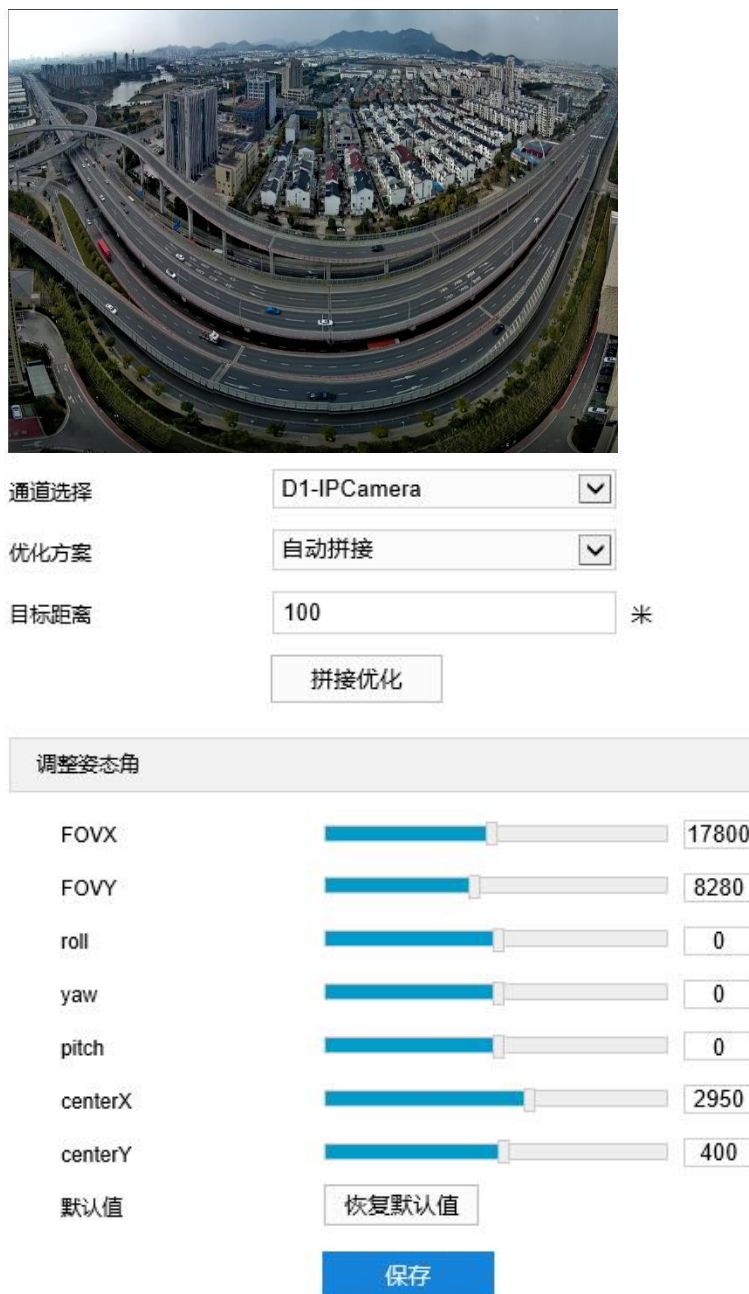 通道选择 D1-IPCamera
优化方案 自动拼接
目标距离 100 米
拼接优化
调整姿态角
FOVX 17800
FOVY 8280
roll 0
yaw 0
pitch 0
centerX 2950
centerY 400
默认值 恢复默认值
保存